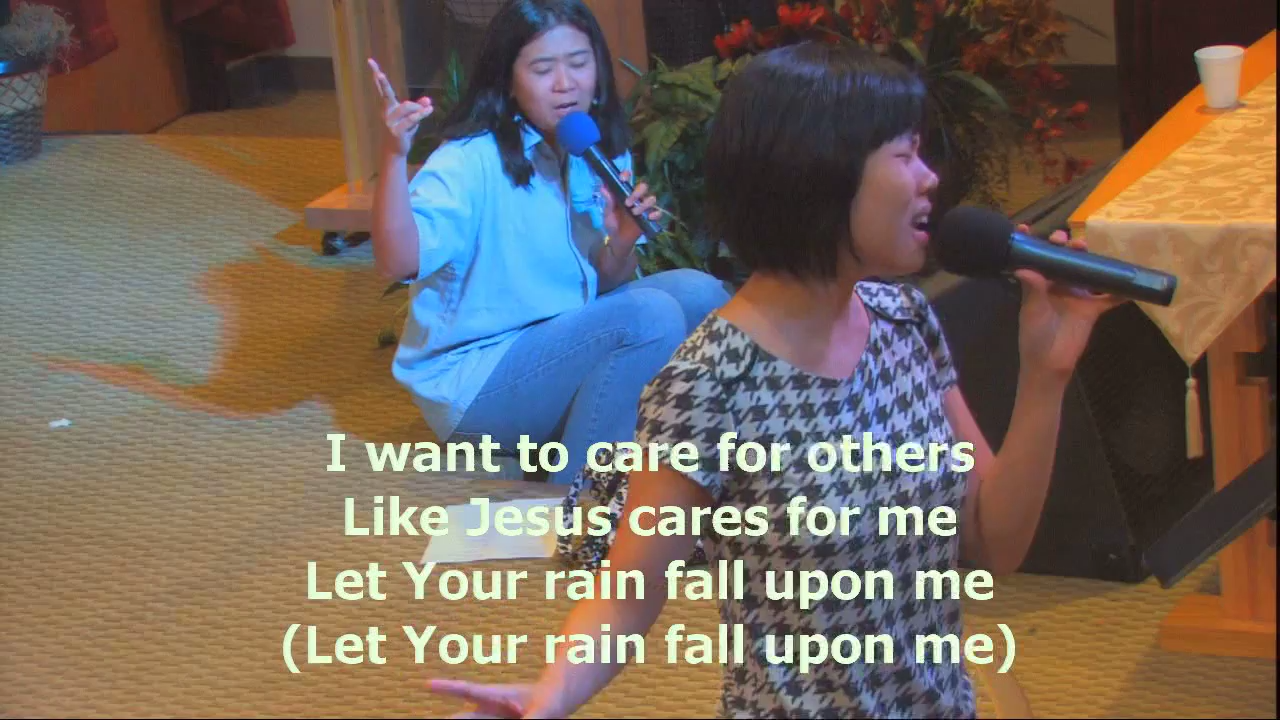 I want to care for others
Like Jesus cares for me
Let Your rain fall upon me
(Let Your rain fall upon me)